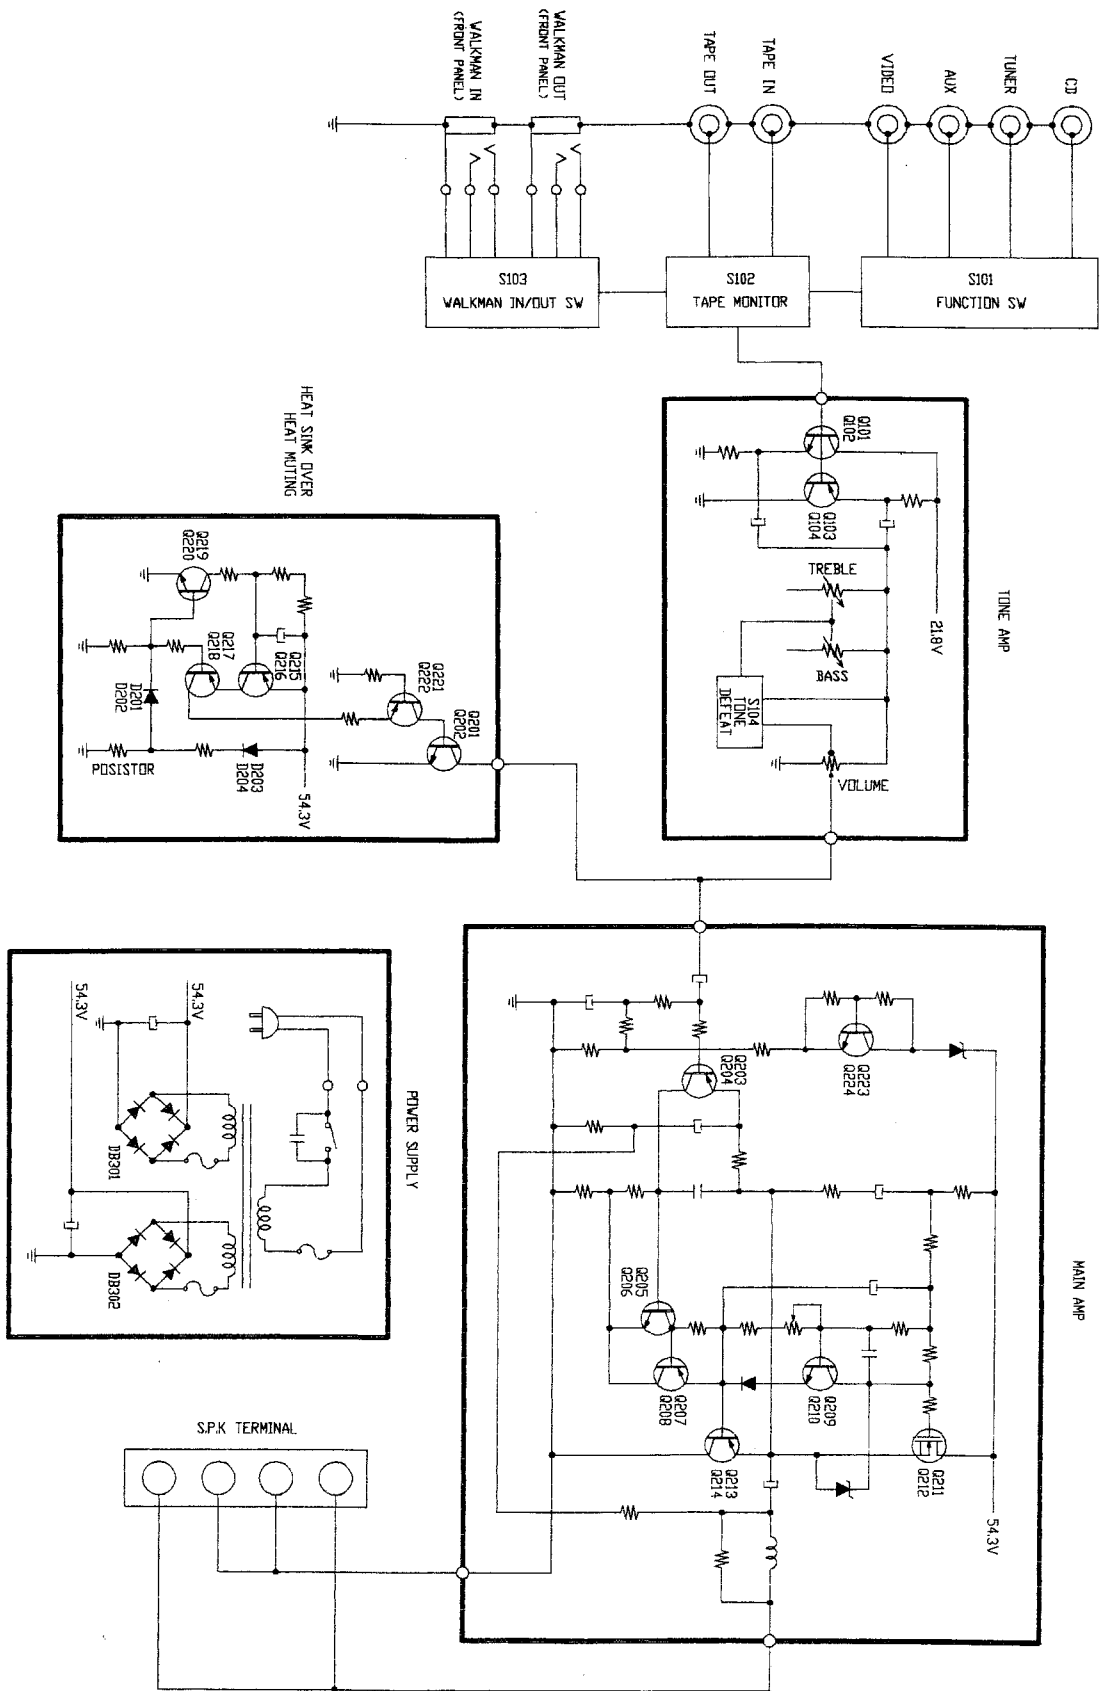 CD
TUNER
AUX
VIDEO
TAPE IN
TAPE OUT
WALKMAN OUT
(FRONT PANEL)
WALKMAN IN
(FRONT PANEL)
S101
FUNCTION SW
S102
TAPE MONITOR
S103
WALKMAN IN/OUT SW
TONE AMP
Q101
Q102
Q103
Q104
21.8V
TREBLE
BASS
S104
TONE
DEFEAT
VOLUME
HEAT SINK OVER
HEAT MUTING
Q219
Q220
Q217
Q218
Q215
Q216
Q221
Q222
Q201
Q202
D201
D202
D203
D204
POSISTOR
54.3V
MAIN AMP
Q223
Q224
Q203
Q204
Q205
Q206
Q207
Q208
Q209
Q210
Q211
Q212
Q213
Q214
54.3V
POWER SUPPLY
54.3V
54.3V
DB301
DB302
S.P.K TERMINAL